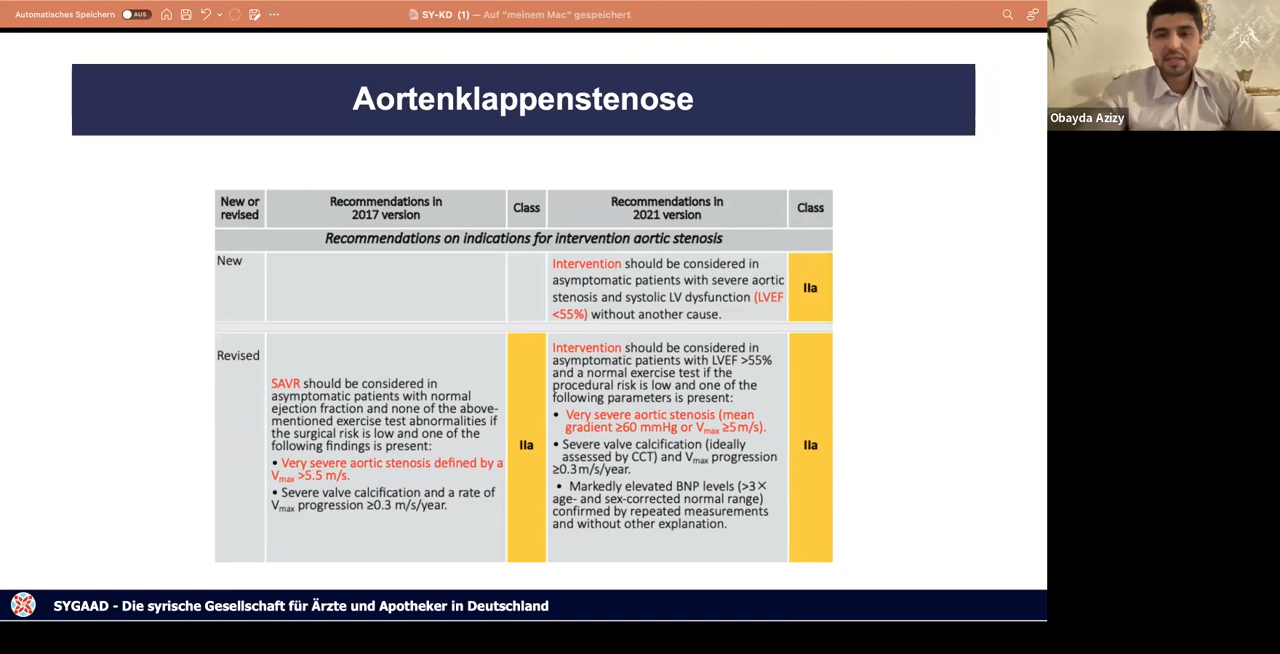 Automatisches Speichern AUS
SY-KD (1) — Auf "meinem Mac" gespeichert
Obayda Azizy
Aortenklappenstenose
New or
revised
Recommendations in
2017 version
Class
Recommendations in
2021 version
Class
Recommendations on indications for intervention aortic stenosis
New
Intervention should be considered in
asymptomatic patients with severe aortic
stenosis and systolic LV dysfunction (LVEF
<55%) without another cause.
IIa
Revised
SAVR should be considered in
asymptomatic patients with normal
ejection fraction and none of the above-
mentioned exercise test abnormalities if
the surgical risk is low and one of the
following findings is present:
• Very severe aortic stenosis defined by a
Vmax >5.5 m/s.
• Severe valve calcification and a rate of
Vmax progression ≥0.3 m/s/year.
IIa
Intervention should be considered in
asymptomatic patients with LVEF >55%
and a normal exercise test if the
procedural risk is low and one of the
following parameters is present:
• Very severe aortic stenosis (mean
gradient ≥60 mmHg or Vmax ≥5m/s).
• Severe valve calcification (ideally
assessed by CCT) and Vmax progression
≥0.3m/s/year.
• Markedly elevated BNP levels (>3×
age- and sex-corrected normal range)
confirmed by repeated measurements
and without other explanation.
IIa
SYGAAD - Die syrische Gesellschaft für Ärzte und Apotheker in Deutschland